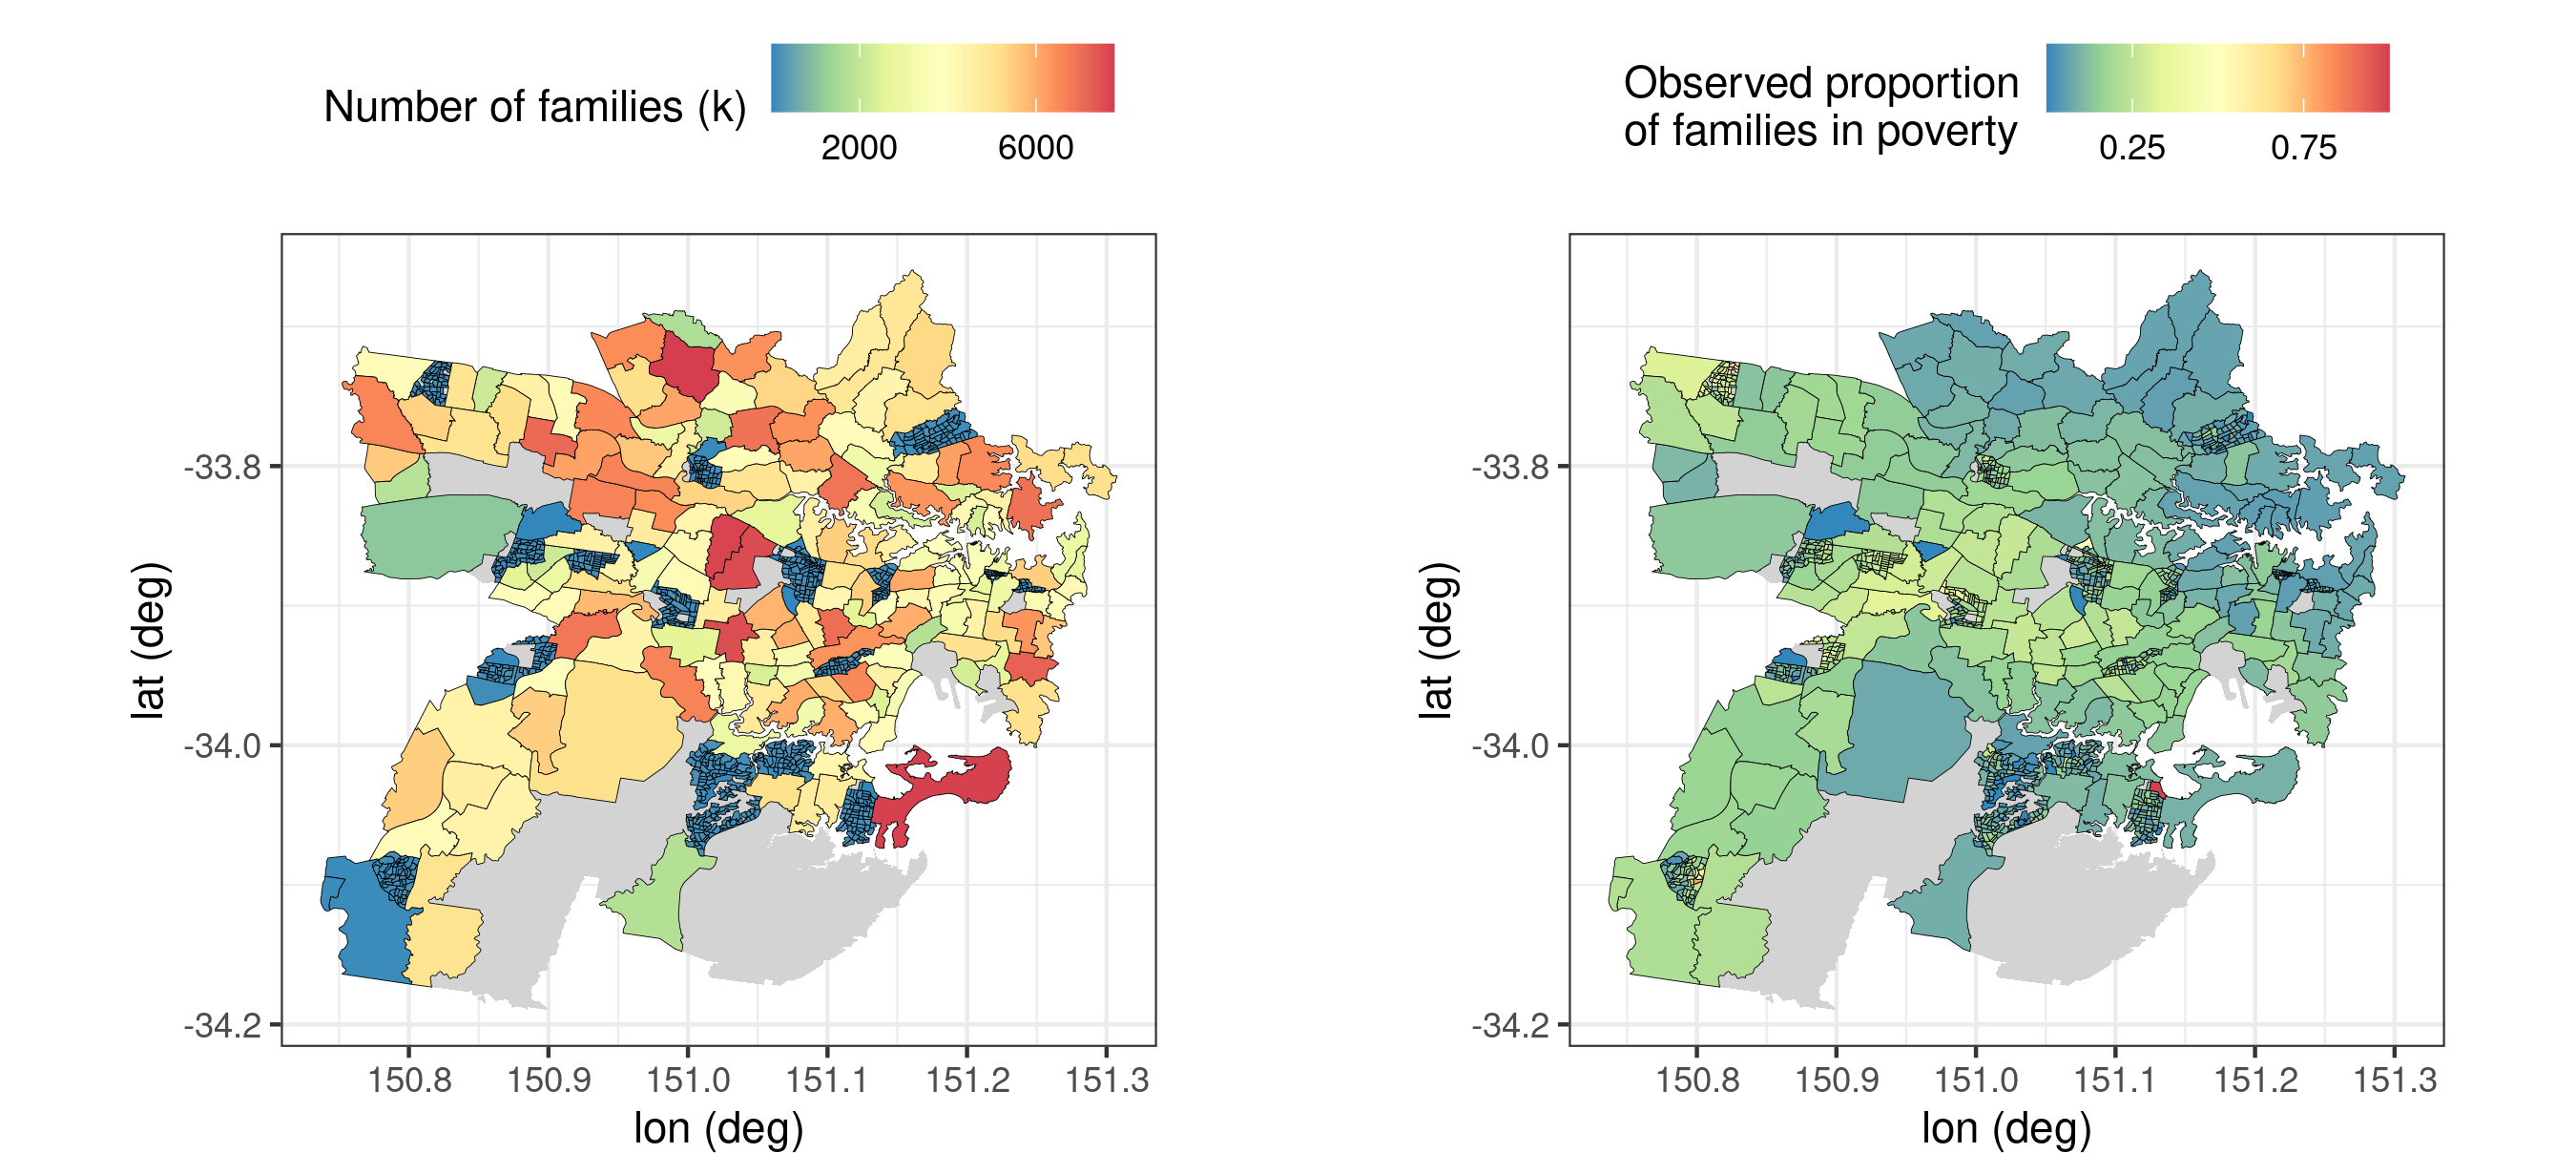 Number of families (k)
2000 6000
lat (deg)
-33.8
-34.0
-34.2
150.8 150.9 151.0 151.1 151.2 151.3
lon (deg)
Observed proportion
of families in poverty
0.25 0.75
lat (deg)
-33.8
-34.0
-34.2
150.8 150.9 151.0 151.1 151.2 151.3
lon (deg)